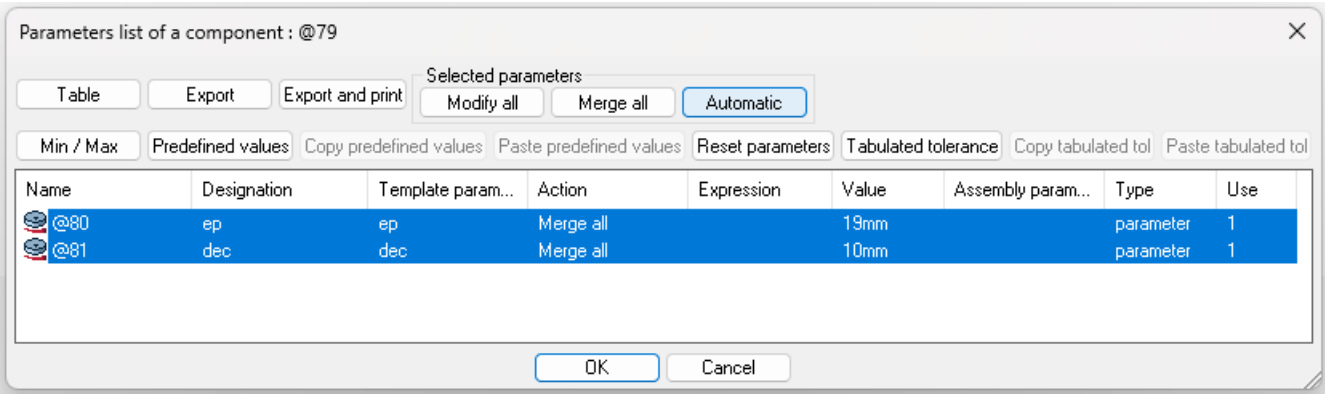 Parameters list of a component : @79
Selected parameters
Table Export Export and print Modify all Merge all Automatic
Min / Max Predefined values Copy predefined values Paste predefined values Reset parameters Tabulated tolerance Copy tabulated tol Paste tabulated tol
Name Designation Template param... Action Expression Value Assembly param... Type Use
@80 ep ep Merge all 19mm parameter 1
@81 dec dec Merge all 10mm parameter 1
OK Cancel